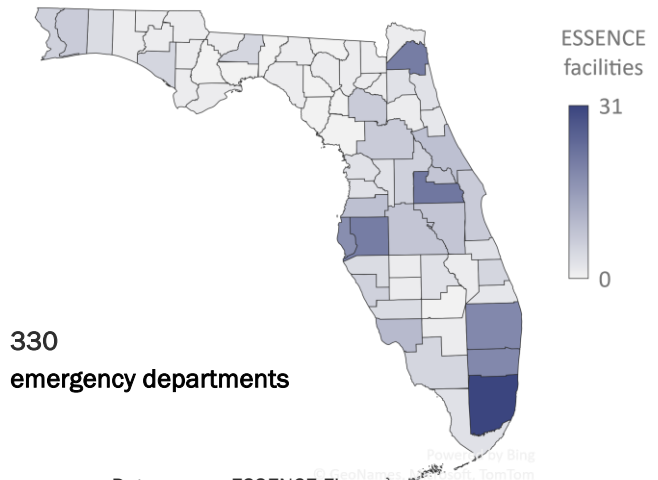 ESSENCE
facilities
31
0
330
emergency departments
Powered by Bing
© GeoNames, Microsoft, TomTom